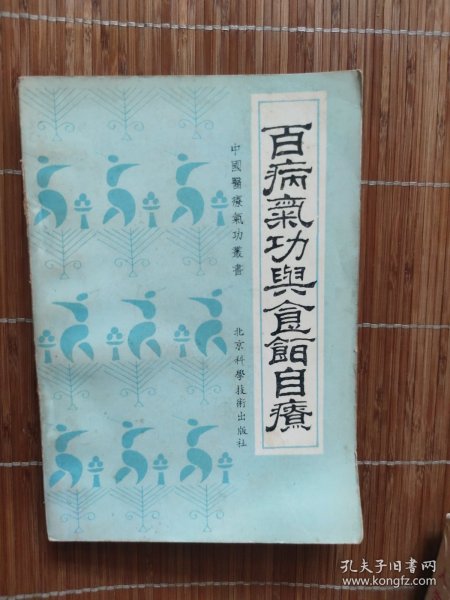 百病氣功與食餌自療
中國醫療氣功叢書
北京科學技術出版社
孔夫子旧书网
www.kongfz.com